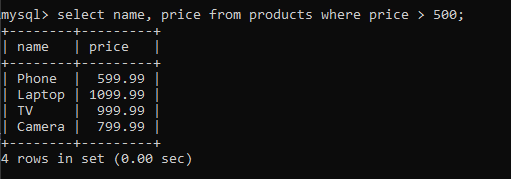 mysql> select name, price from products where price > 500;
+--------+---------+
| name   | price   |
+--------+---------+
| Phone  |  599.99 |
| Laptop | 1099.99 |
| TV     |  999.99 |
| Camera |  799.99 |
+--------+---------+
4 rows in set (0.00 sec)